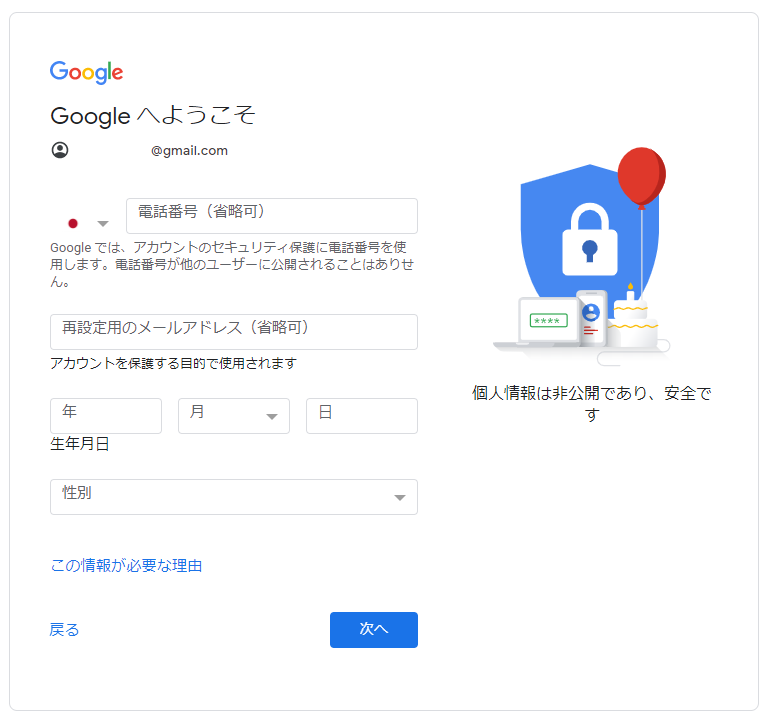 Google
Google へようこそ
@gmail.com
電話番号（省略可）
Google では、アカウントのセキュリティ保護に電話番号を使
用します。電話番号が他のユーザーに公開されることはありませ
ん。
再設定用のメールアドレス（省略可）
アカウントを保護する目的で使用されます
年 月 日
生年月日
性別
この情報が必要な理由
戻る 次へ
****
個人情報は非公開であり、安全で
す